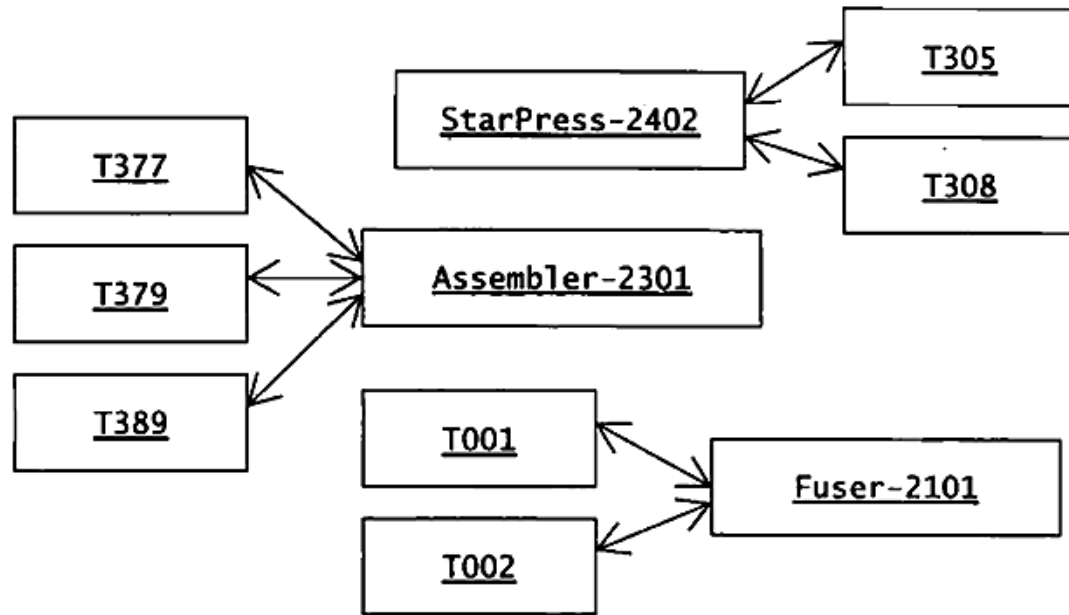 T305
StarPress-2402
T308
T377
T379
T389
Assembler-2301
T001
T002
Fuser-2101